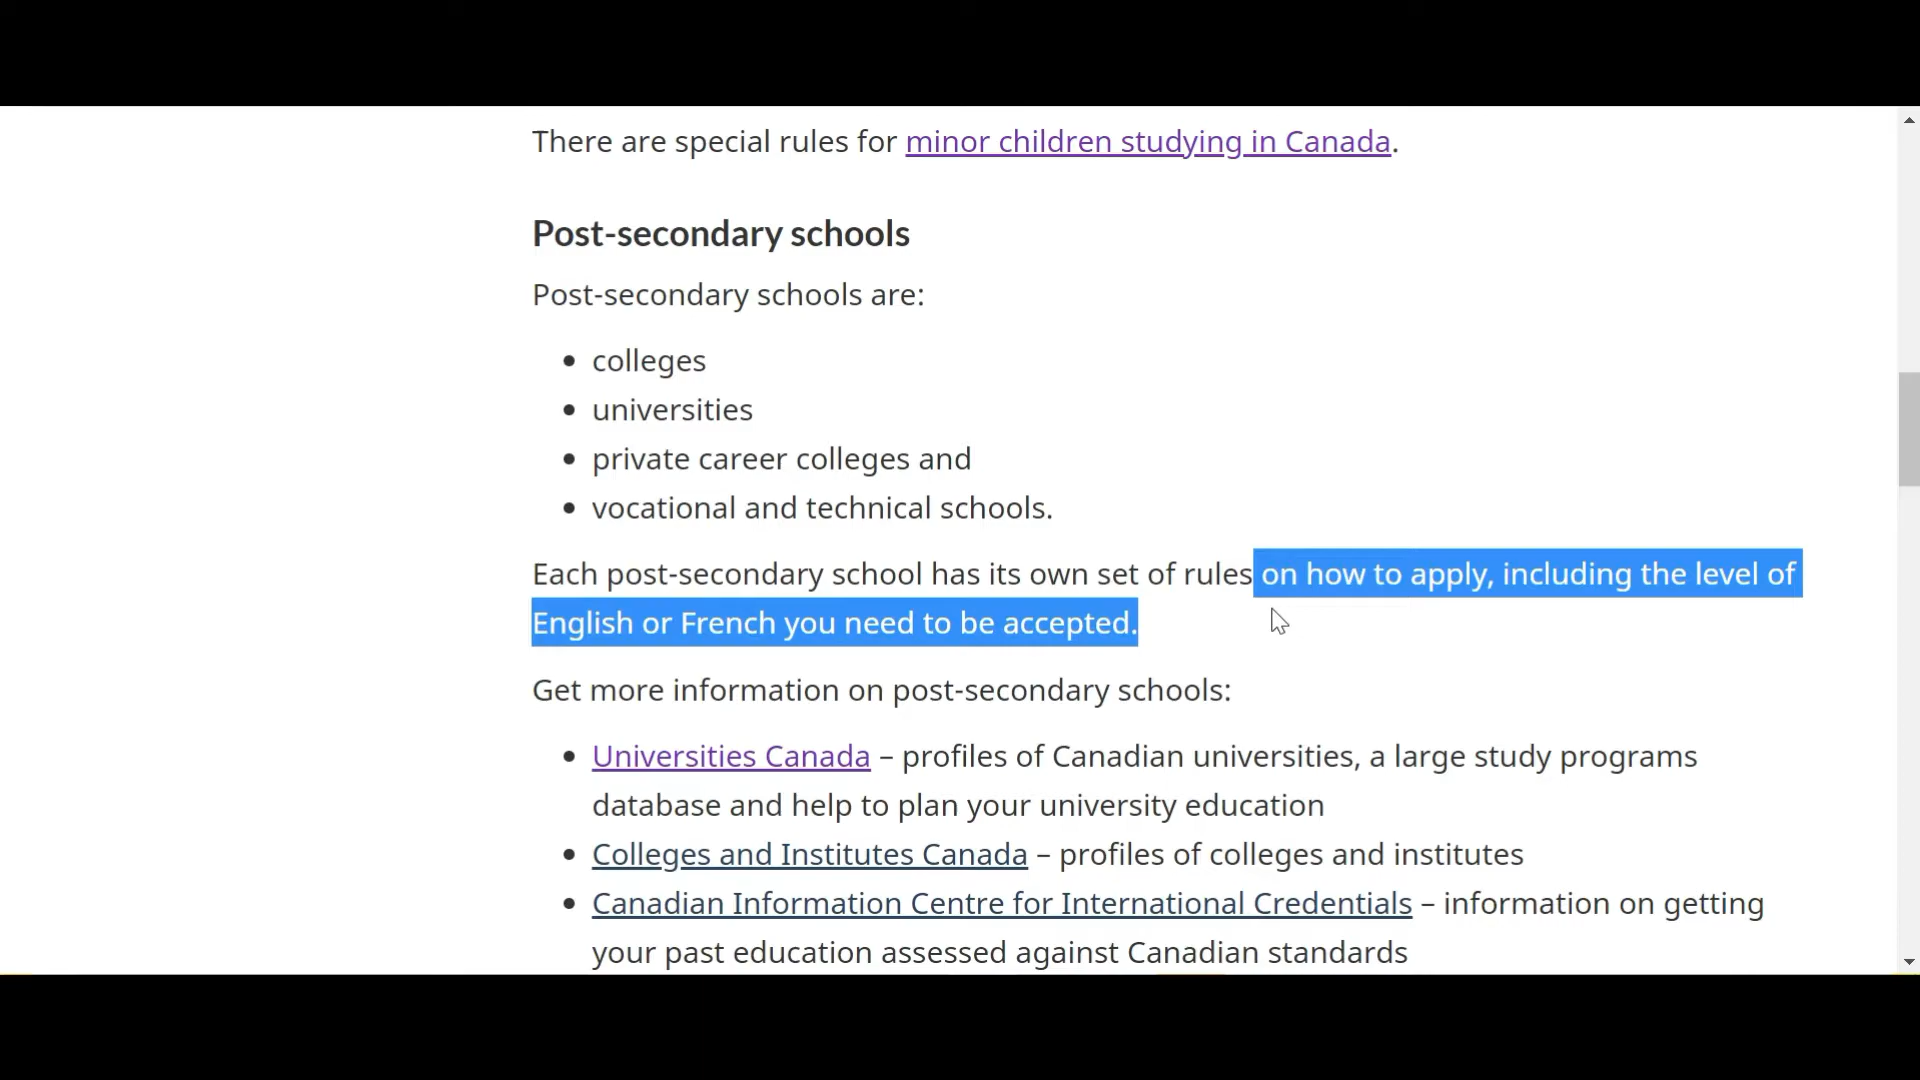 There are special rules for minor children studying in Canada.
Post-secondary schools
Post-secondary schools are:
• colleges
• universities
• private career colleges and
• vocational and technical schools.
Each post-secondary school has its own set of rules on how to apply, including the level of
English or French you need to be accepted.
Get more information on post-secondary schools:
• Universities Canada – profiles of Canadian universities, a large study programs
database and help to plan your university education
• Colleges and Institutes Canada – profiles of colleges and institutes
• Canadian Information Centre for International Credentials – information on getting
your past education assessed against Canadian standards